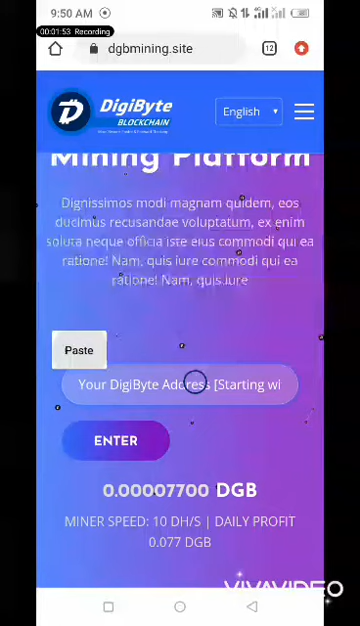 9:50 AM
00:01:53
dgbmining.site
12
DigiByte
BLOCKCHAIN
English
Mining Platform
Dignissimos modi magnam quidem, eos
ducimus recusandae voluptatum, ex enim
soluta neque officia iste eius commodi qui ea
ratione! Nam, quis iure commodi qui ea
ratione! Nam, quis iure
Paste
Your DigiByte Address [Starting wi
ENTER
0.00007700 DGB
MINER SPEED: 10 DH/S | DAILY PROFIT
0.077 DGB
VIVAVIDEO